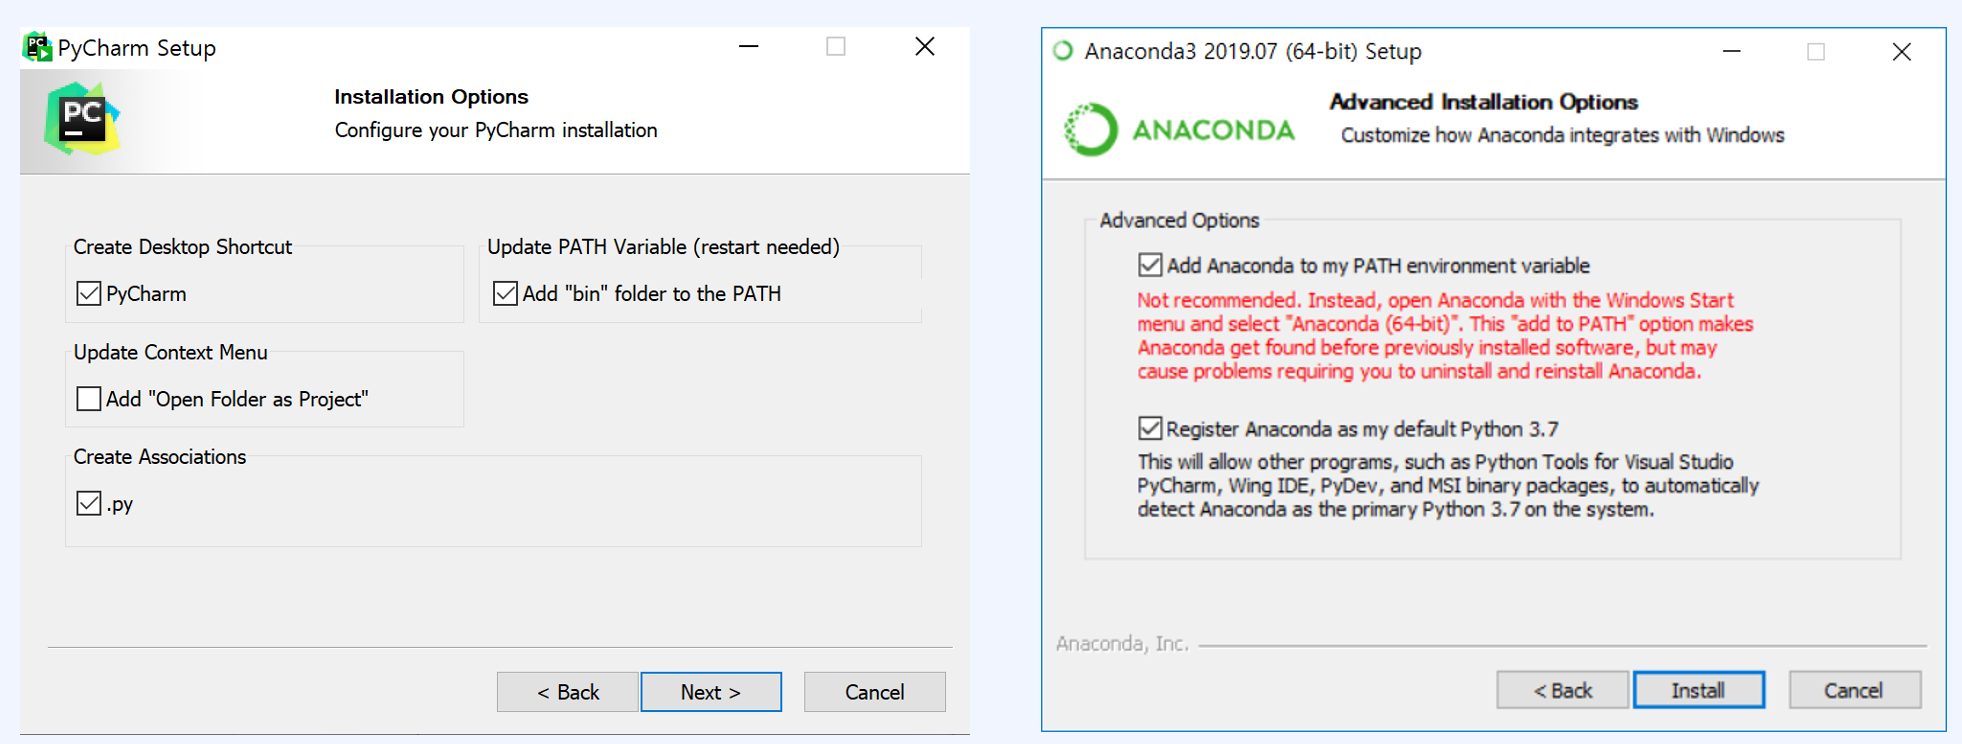 PyCharm Setup
PC
Installation Options
Configure your PyCharm installation
Create Desktop Shortcut
PyCharm
Update PATH Variable (restart needed)
Add "bin" folder to the PATH
Update Context Menu
Add "Open Folder as Project"
Create Associations
.py
< Back
Next >
Cancel
Anaconda3 2019.07 (64-bit) Setup
ANACONDA
Advanced Installation Options
Customize how Anaconda integrates with Windows
Advanced Options
Add Anaconda to my PATH environment variable
Not recommended. Instead, open Anaconda with the Windows Start
menu and select "Anaconda (64-bit)". This "add to PATH" option makes
Anaconda get found before previously installed software, but may
cause problems requiring you to uninstall and reinstall Anaconda.
Register Anaconda as my default Python 3.7
This will allow other programs, such as Python Tools for Visual Studio
PyCharm, Wing IDE, PyDev, and MSI binary packages, to automatically
detect Anaconda as the primary Python 3.7 on the system.
Anaconda, Inc.
< Back
Install
Cancel